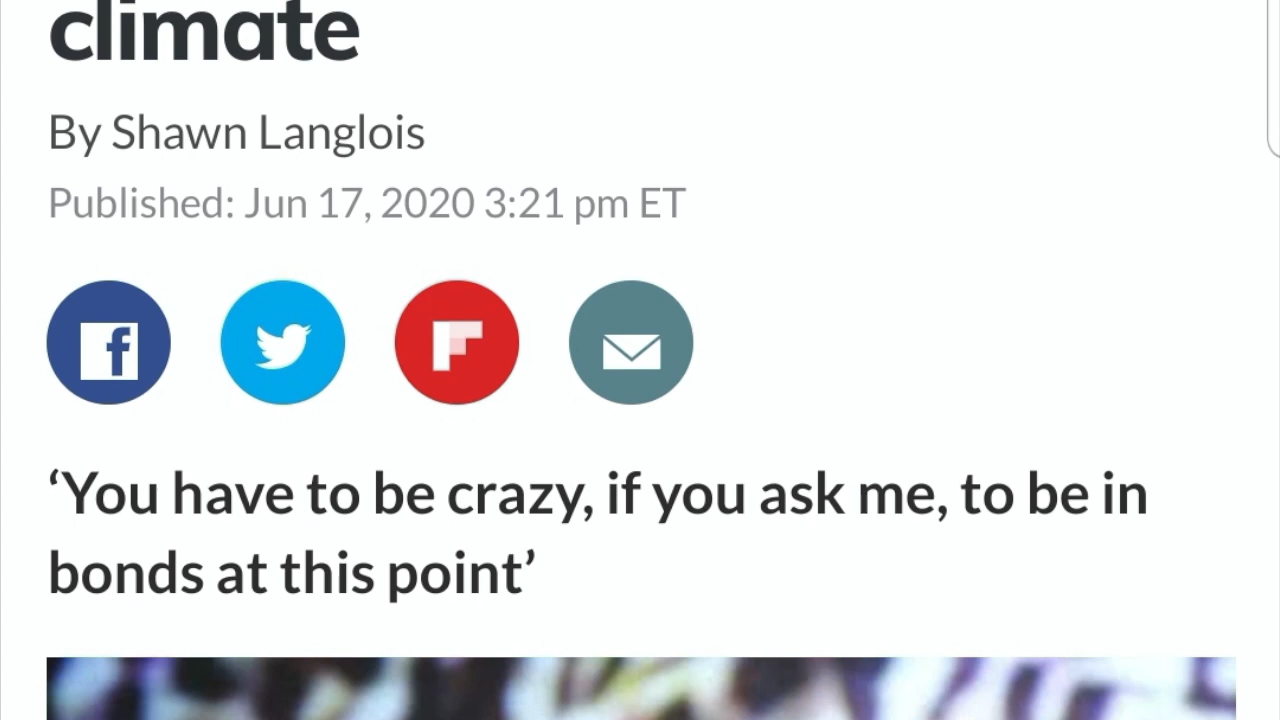 climate
By Shawn Langlois
Published: Jun 17, 2020 3:21 pm ET
‘You have to be crazy, if you ask me, to be in
bonds at this point’